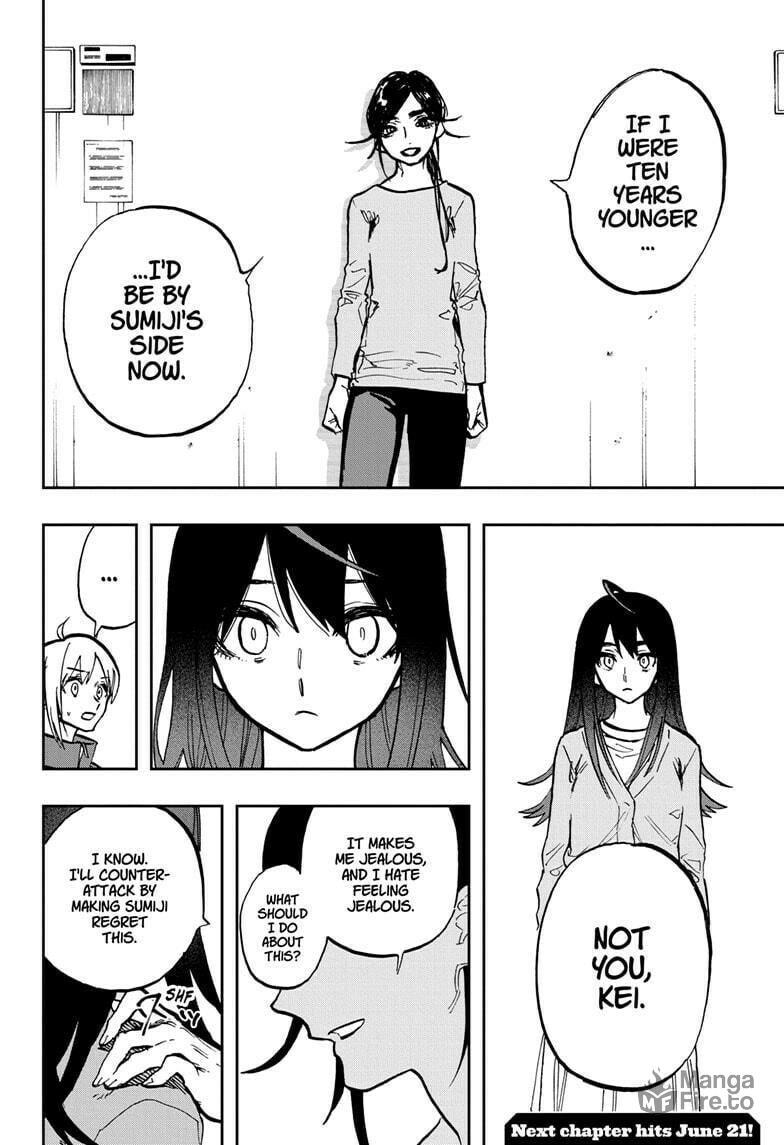 IF I
WERE
TEN
YEARS
YOUNGER
...
...I'D
BE BY
SUMIJI'S
SIDE
NOW.
NOT
YOU,
KEI.
...
IT MAKES
ME JEALOUS,
AND I HATE
FEELING
JEALOUS.
WHAT
SHOULD
I DO
ABOUT
THIS?
I KNOW.
I'LL COUNTER-
ATTACK BY
MAKING SUMIJI
REGRET
THIS.
SHF
Manga
Fire.to
MF
Next chapter hits June 21!